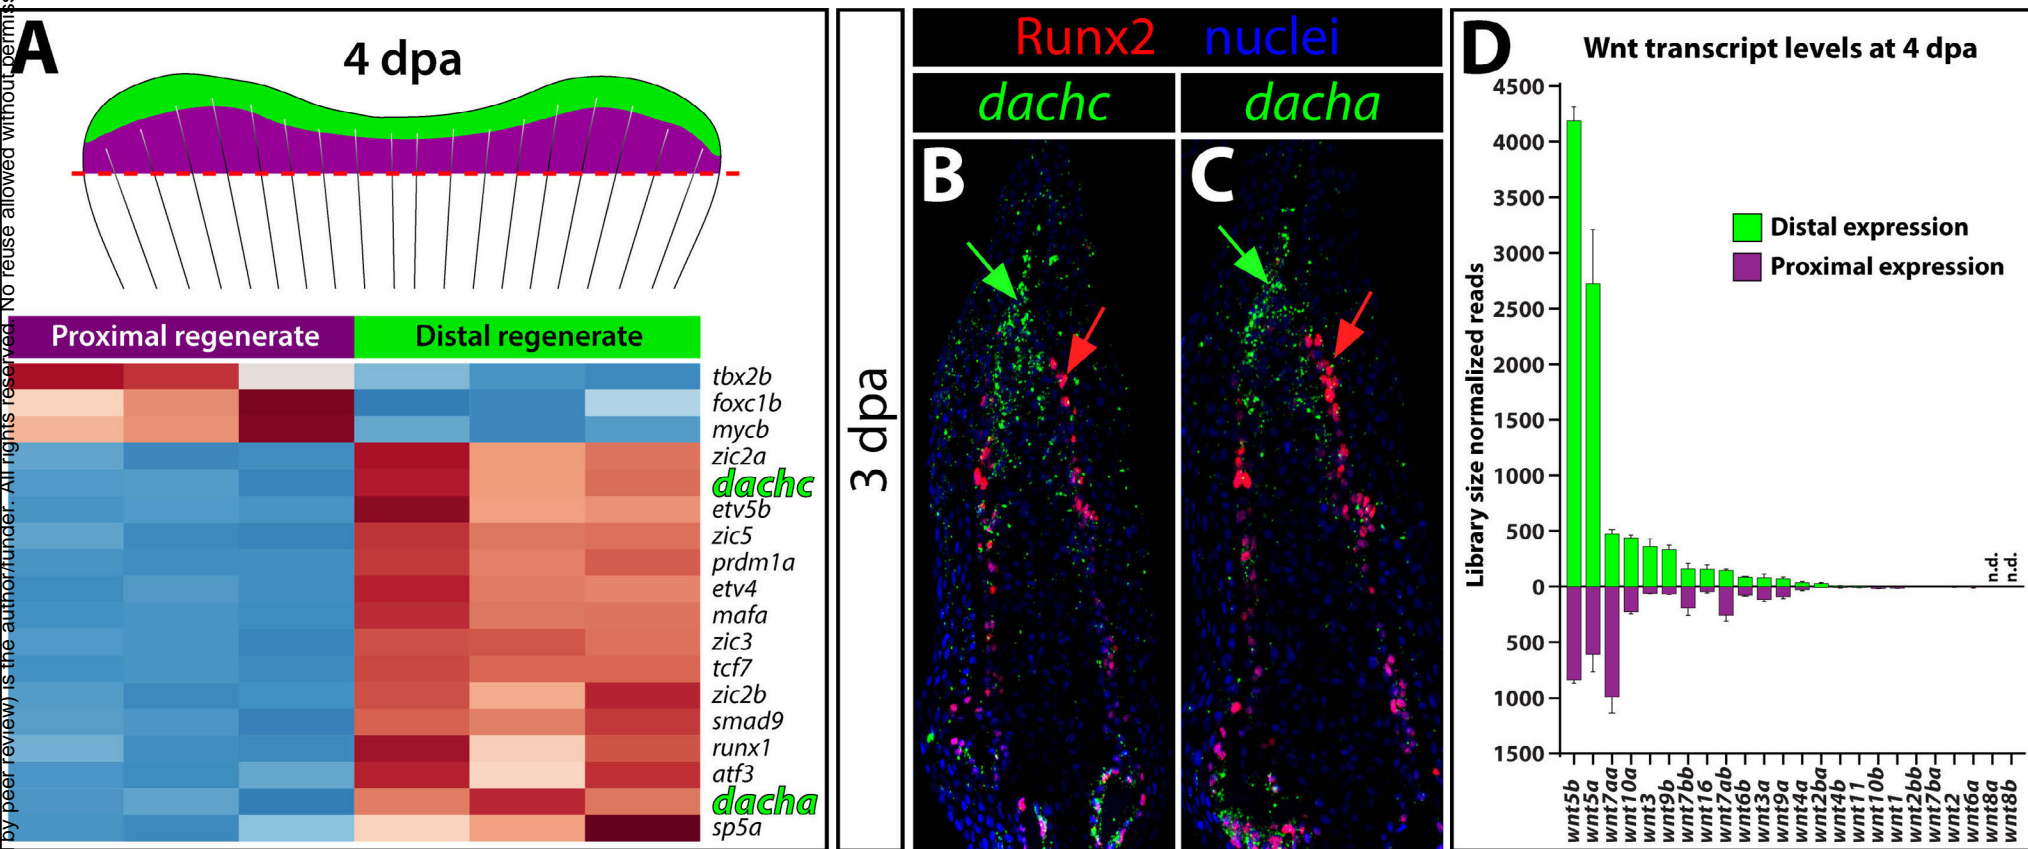 by peer review) is the author/funder. All rights reserved. No reuse allowed without permiss
A
4 dpa
Proximal regenerate
Distal regenerate
tbx2b
foxc1b
mycb
zic2a
dachc
etv5b
zic5
prdm1a
etv4
mafa
zic3
tcf7
zic2b
smad9
runx1
atf3
dacha
sp5a
3 dpa
Runx2 nuclei
dachc
dacha
B
C
D
Wnt transcript levels at 4 dpa
Library size normalized reads
4500
4000
3500
3000
2500
2000
1500
1000
500
0
500
1000
1500
Distal expression
Proximal expression
n.d.
n.d.
wnt5b
wnt5a
wnt7aa
wnt10a
wnt3
wnt9b
wnt7bb
wnt16
wnt7ab
wnt6b
wnt3a
wnt9a
wnt4a
wnt2ba
wnt4b
wnt11
wnt10b
wnt1
wnt2bb
wnt7ba
wnt2
wnt6a
wnt8a
wnt8b